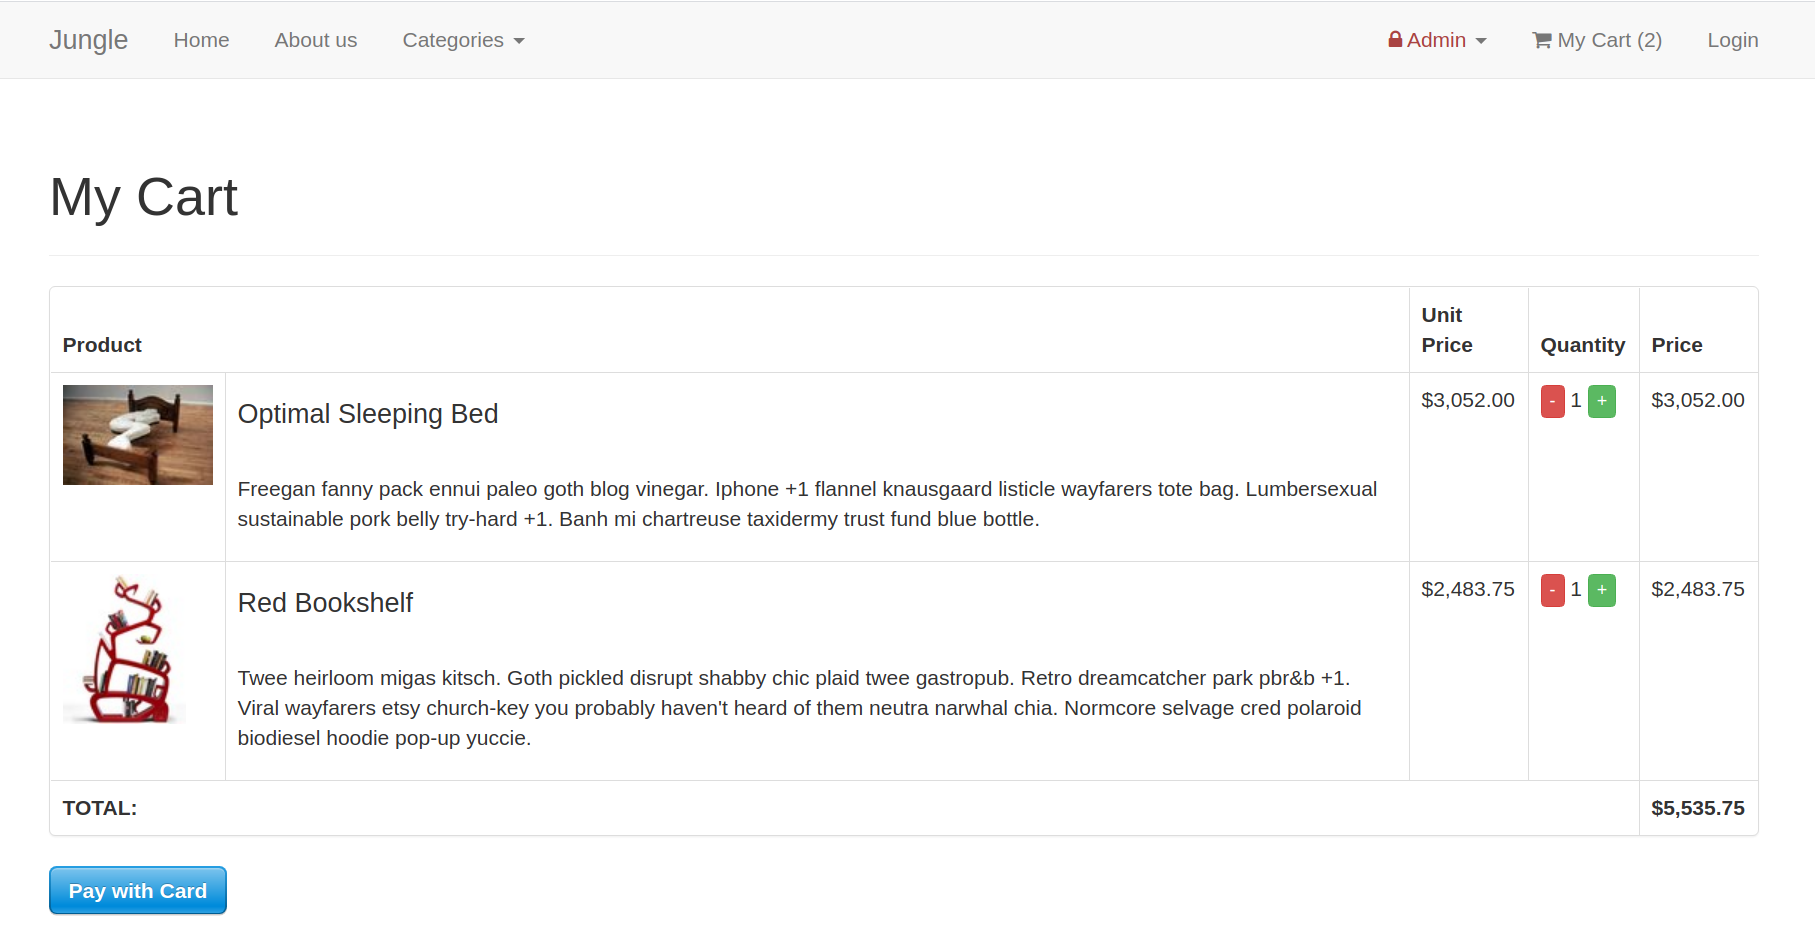 Jungle Home About us Categories Admin My Cart (2) Login
My Cart
Product Unit Price Quantity Price
Optimal Sleeping Bed $3,052.00 - 1 + $3,052.00
Freegan fanny pack ennui paleo goth blog vinegar. Iphone +1 flannel knausgaard listicle wayfarers tote bag. Lumbersexual
sustainable pork belly try-hard +1. Banh mi chartreuse taxidermy trust fund blue bottle.
Red Bookshelf $2,483.75 - 1 + $2,483.75
Twee heirloom migas kitsch. Goth pickled disrupt shabby chic plaid twee gastropub. Retro dreamcatcher park pbr&b +1.
Viral wayfarers etsy church-key you probably haven't heard of them neutra narwhal chia. Normcore selvage cred polaroid
biodiesel hoodie pop-up yuccie.
TOTAL: $5,535.75
Pay with Card